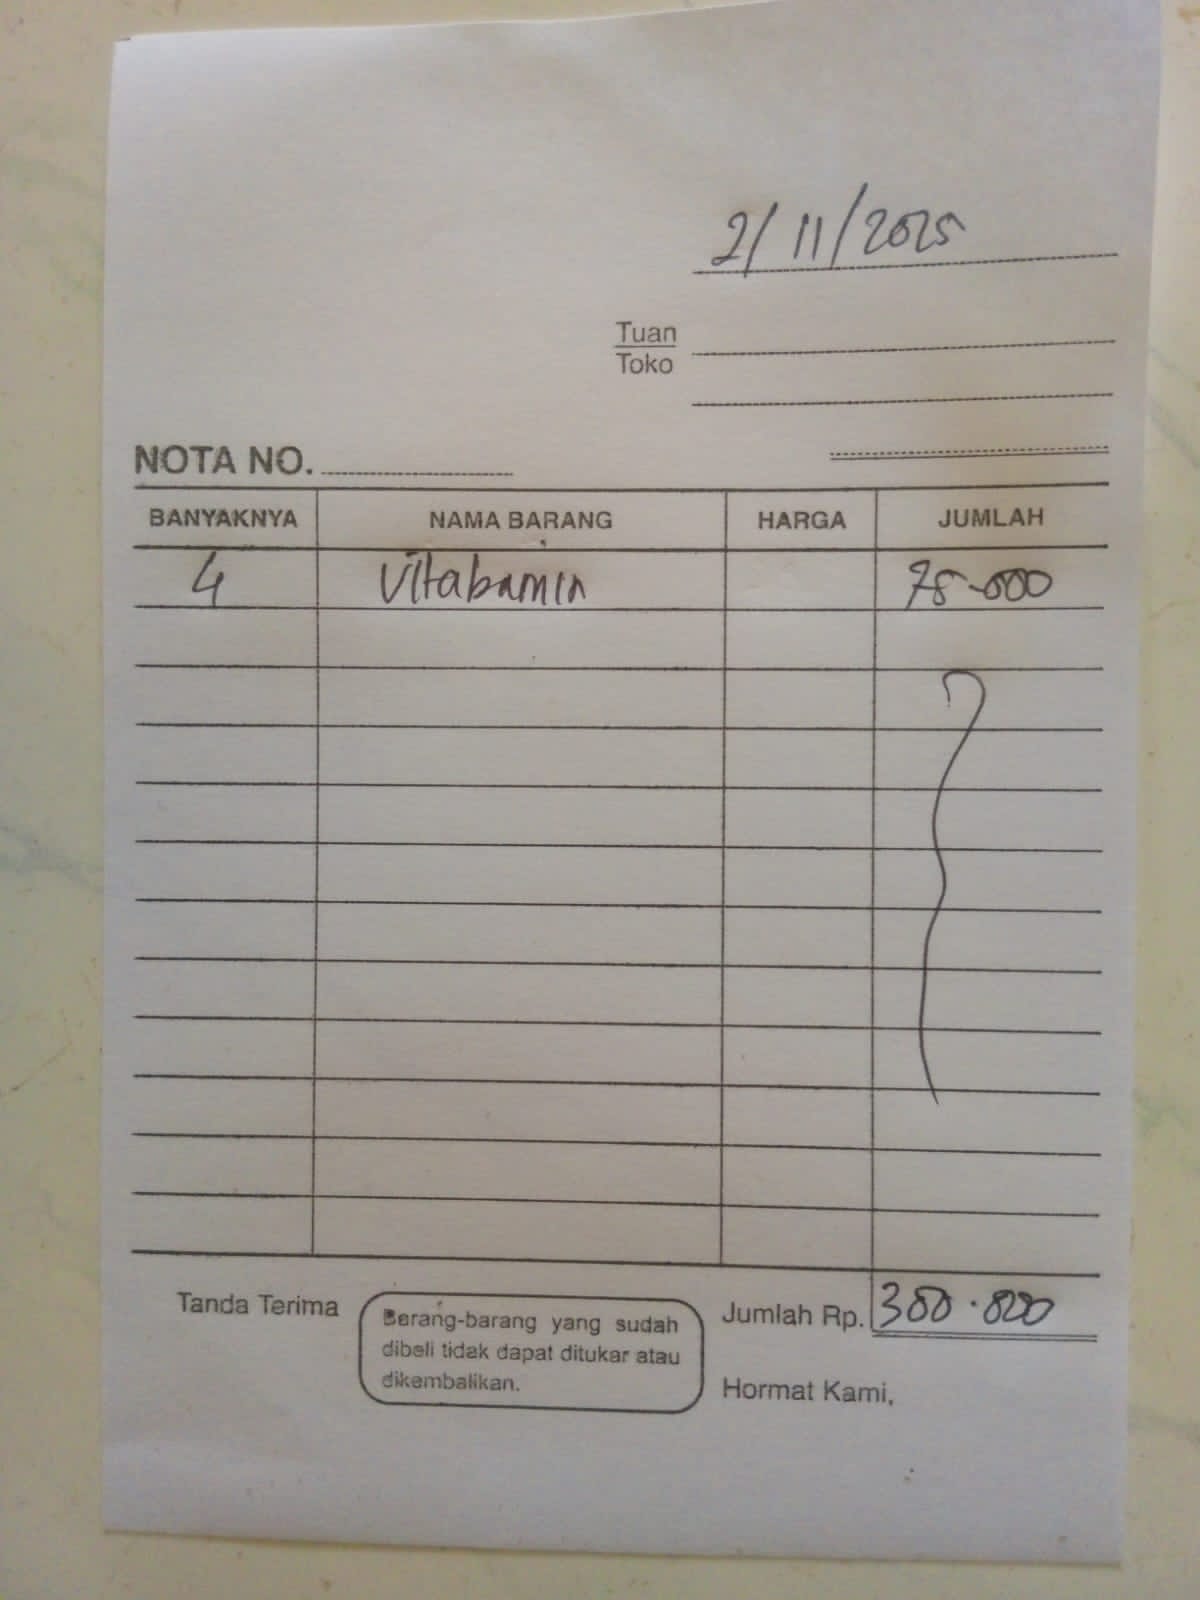 2/11/2025
Tuan
Toko
NOTA NO.
BANYAKNYA NAMA BARANG HARGA JUMLAH
4 Vitabamin 75.000
Tanda Terima
Barang-barang yang sudah
dibeli tidak dapat ditukar atau
dikembalikan.
Jumlah Rp. 300.000
Hormat Kami,